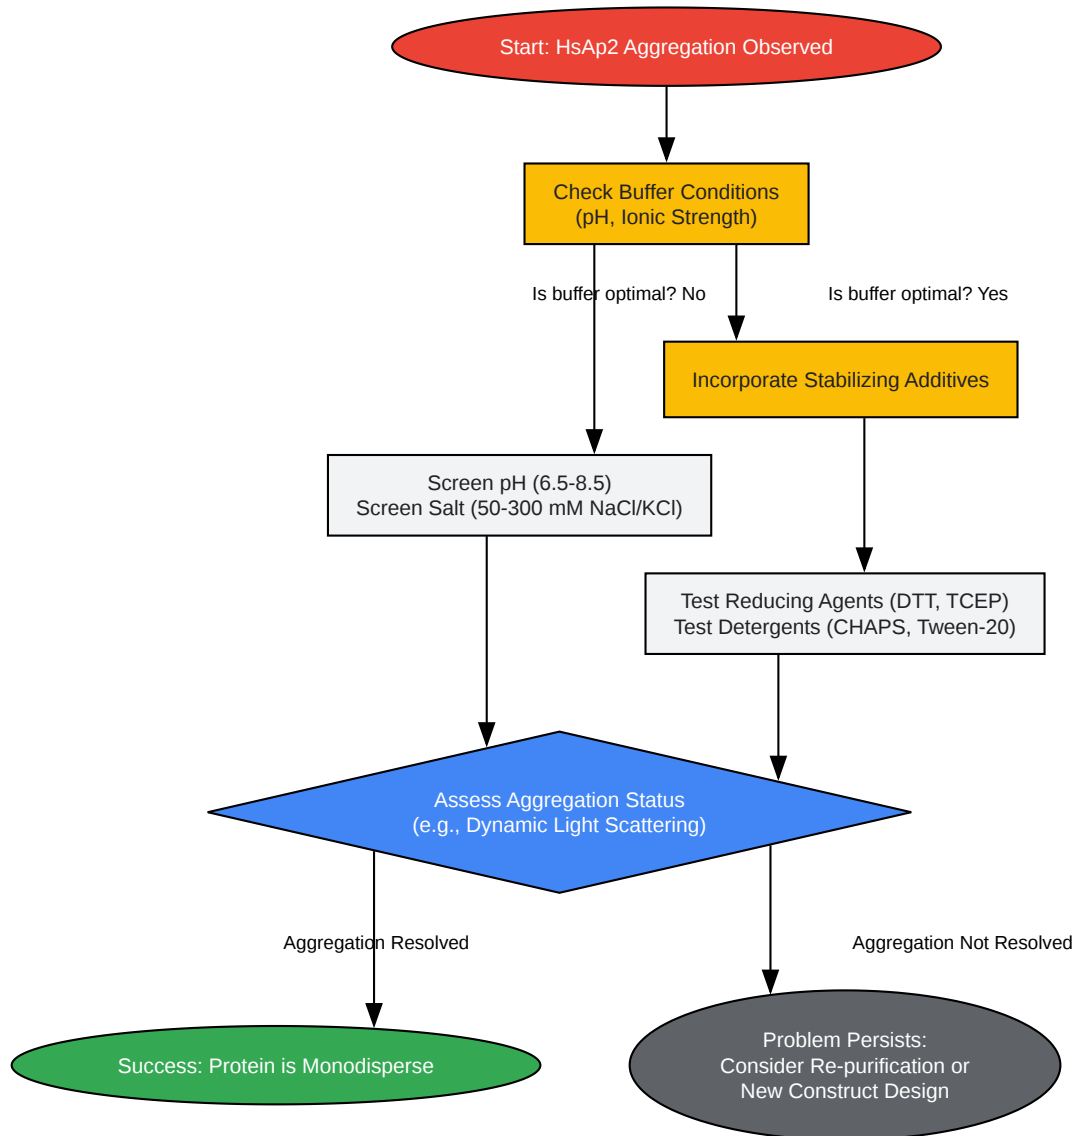 Start: HsAp2 Aggregation Observed
Check Buffer Conditions
(pH, Ionic Strength)
Is buffer optimal? No
Is buffer optimal? Yes
Incorporate Stabilizing Additives
Screen pH (6.5-8.5)
Screen Salt (50-300 mM NaCl/KCl)
Test Reducing Agents (DTT, TCEP)
Test Detergents (CHAPS, Tween-20)
Assess Aggregation Status
(e.g., Dynamic Light Scattering)
Aggregation Resolved
Aggregation Not Resolved
Success: Protein is Monodisperse
Problem Persists:
Consider Re-purification or
New Construct Design